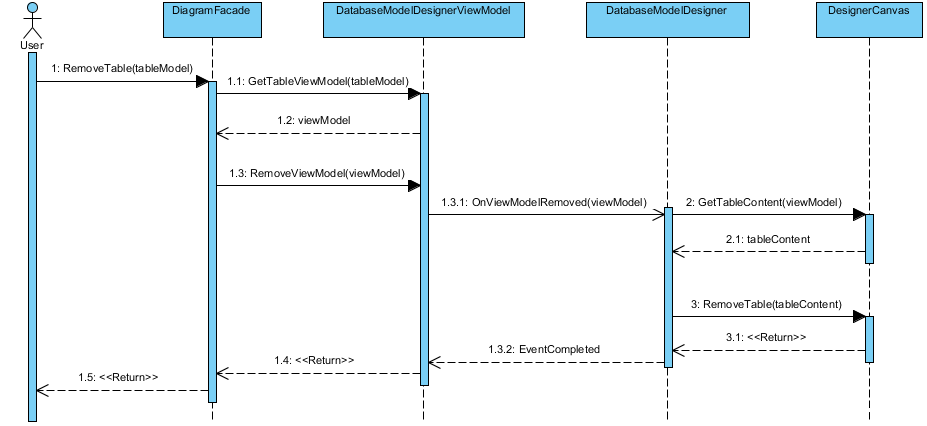 DiagramFacade
DatabaseModelDesignerViewModel
DatabaseModelDesigner
DesignerCanvas
User
1: RemoveTable(tableModel)
1.1: GetTableViewModel(tableModel)
1.2: viewModel
1.3: RemoveViewModel(viewModel)
1.3.1: OnViewModelRemoved(viewModel)
2: GetTableContent(viewModel)
2.1: tableContent
3: RemoveTable(tableContent)
3.1: <<Return>>
1.3.2: EventCompleted
1.4: <<Return>>
1.5: <<Return>>